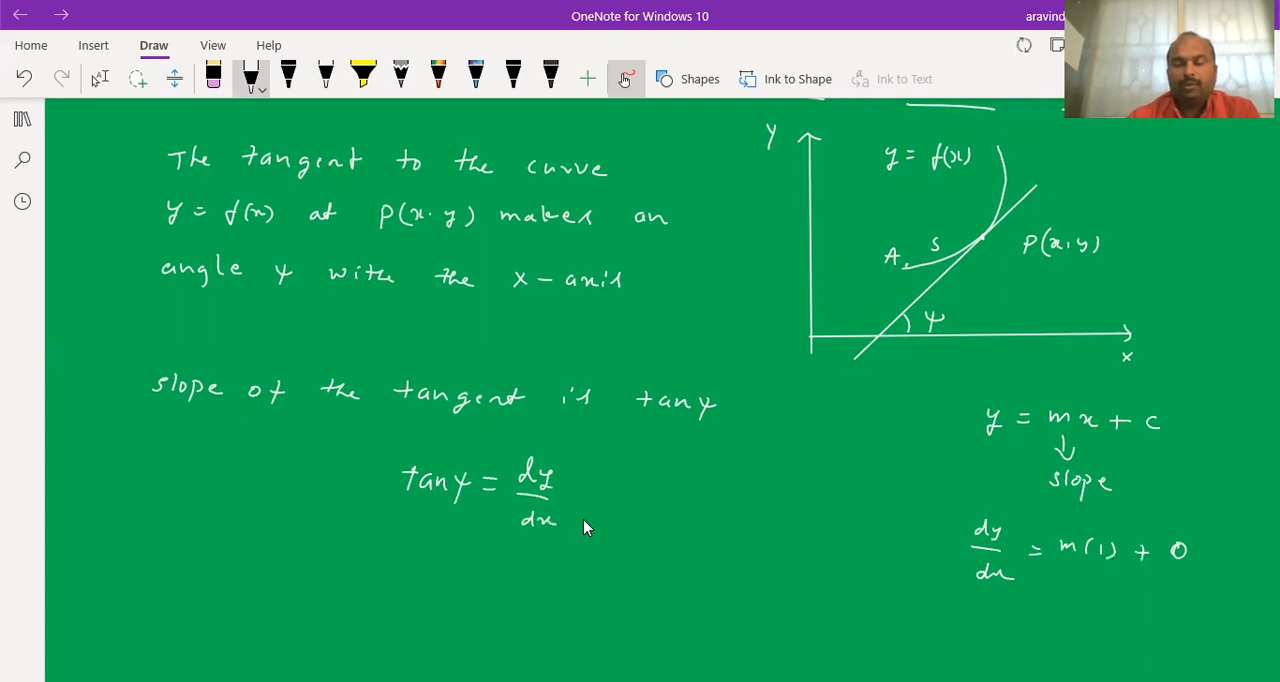 OneNote for Windows 10
aravind
Home Insert Draw View Help
Shapes Ink to Shape Ink to Text
The tangent to the curve
y = f(x) at P(x.y) makes an
angle ψ with the x-axis
slope of the tangent is tanψ
tanψ = dy/dx
Y
y = f(x)
A. s
P(x,y)
ψ
x
y = mx + c
↓
slope
dy/dx = m(1) + 0